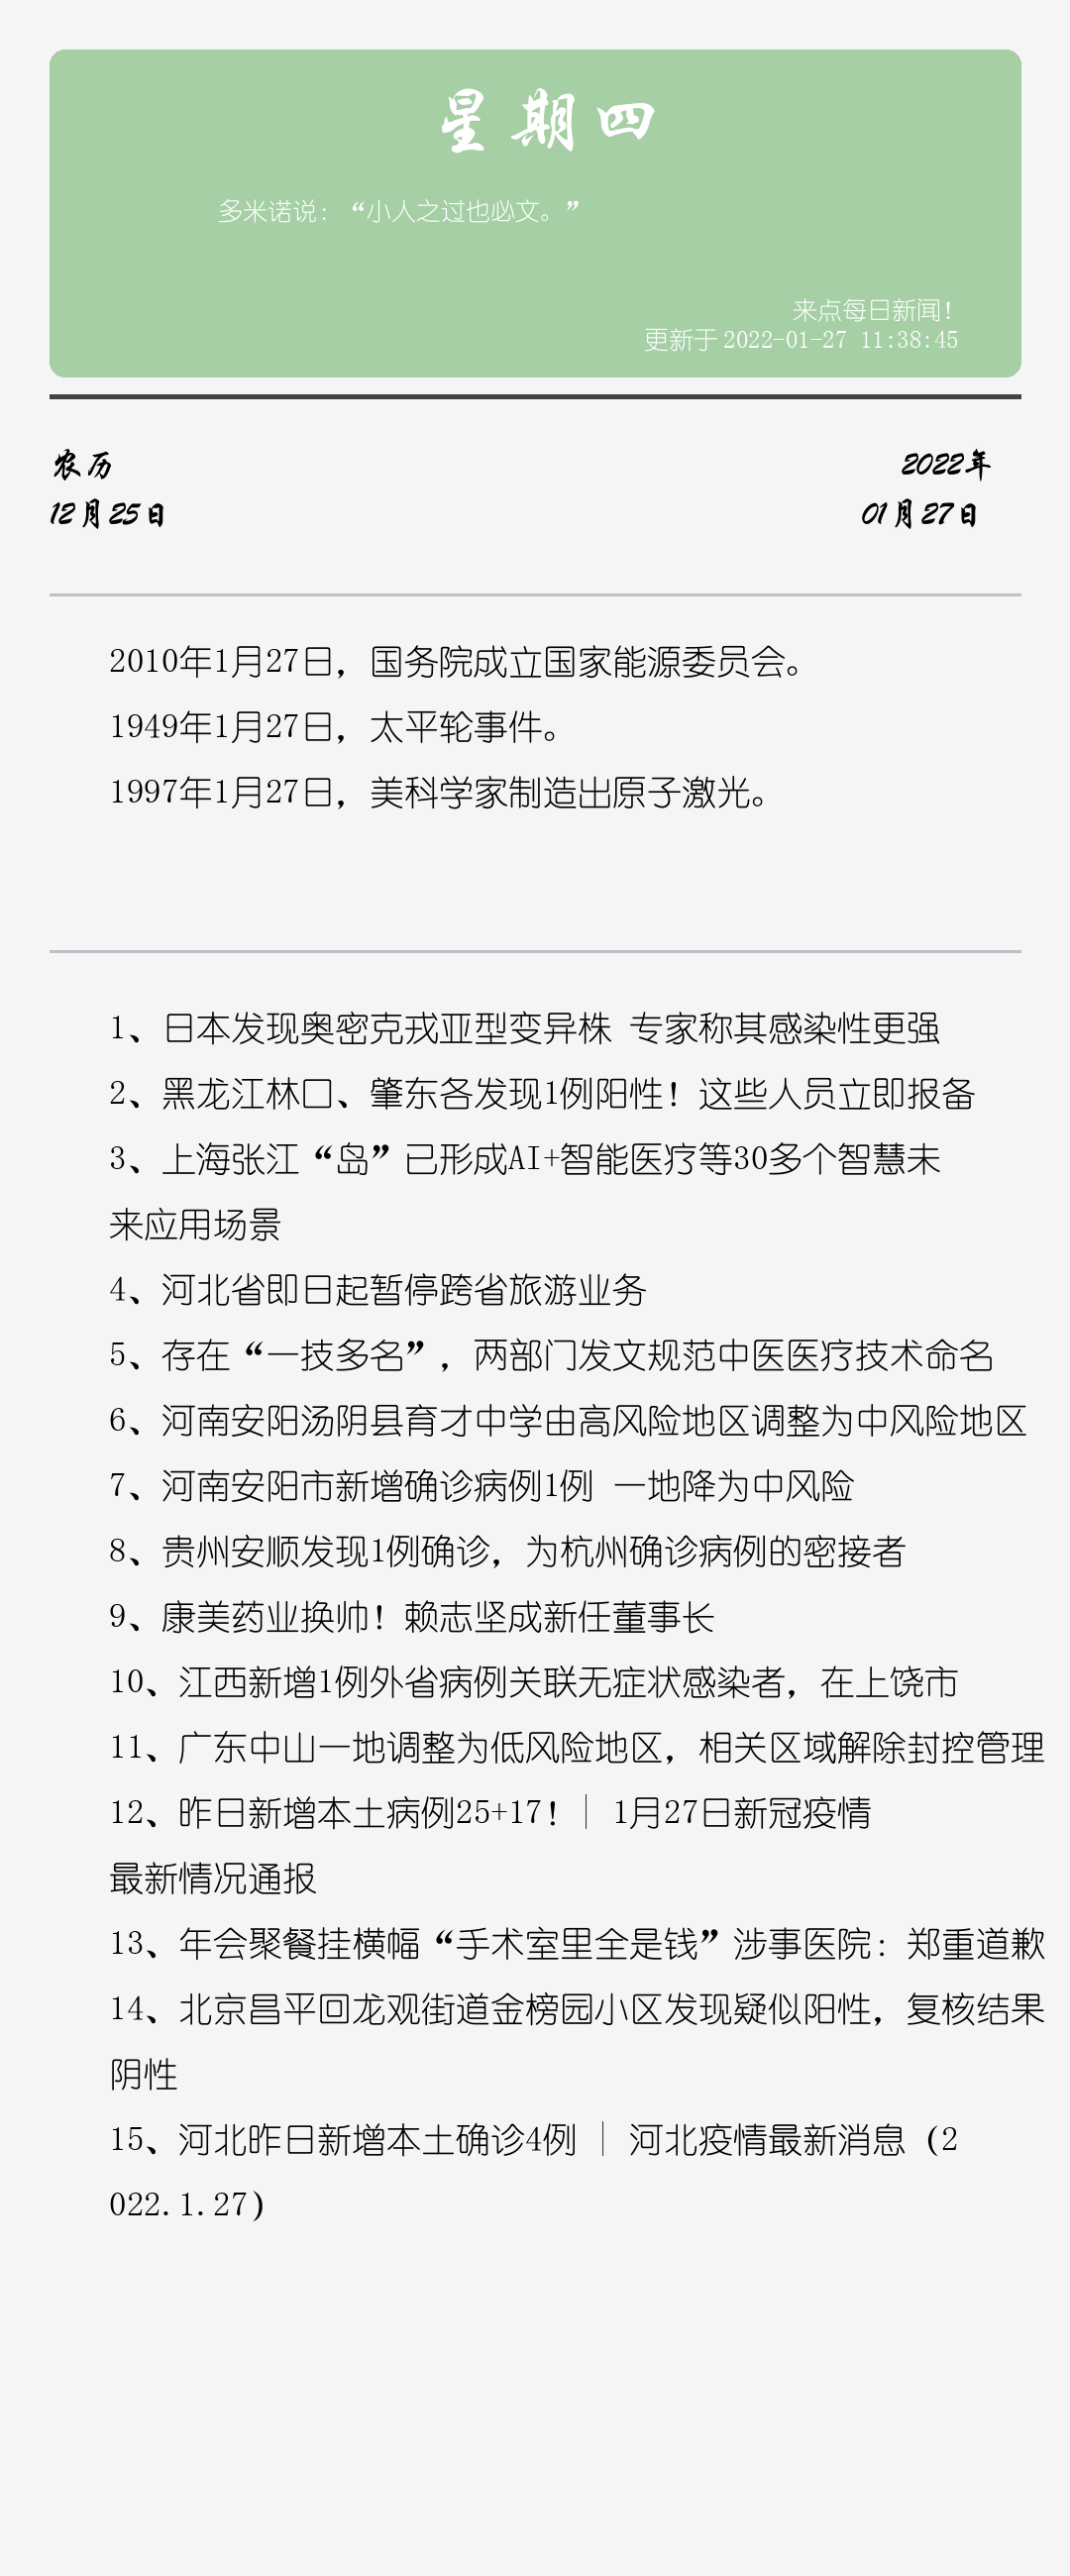 星期四
多米诺说：“小人之过也必文。”
来点每日新闻！
更新于 2022-01-27 11:38:45
农历
2022年
12月25日
01月27日
2010年1月27日，国务院成立国家能源委员会。
1949年1月27日，太平轮事件。
1997年1月27日，美科学家制造出原子激光。
1、日本发现奥密克戎亚型变异株 专家称其感染性更强
2、黑龙江林口、肇东各发现1例阳性！这些人员立即报备
3、上海张江“岛”已形成AI+智能医疗等30多个智慧未
来应用场景
4、河北省即日起暂停跨省旅游业务
5、存在“一技多名”，两部门发文规范中医医疗技术命名
6、河南安阳汤阴县育才中学由高风险地区调整为中风险地区
7、河南安阳市新增确诊病例1例 一地降为中风险
8、贵州安顺发现1例确诊，为杭州确诊病例的密接者
9、康美药业换帅！赖志坚成新任董事长
10、江西新增1例外省病例关联无症状感染者，在上饶市
11、广东中山一地调整为低风险地区，相关区域解除封控管理
12、昨日新增本土病例25+17！｜ 1月27日新冠疫情
最新情况通报
13、年会聚餐挂横幅“手术室里全是钱”涉事医院：郑重道歉
14、北京昌平回龙观街道金榜园小区发现疑似阳性，复核结果
阴性
15、河北昨日新增本土确诊4例 ｜ 河北疫情最新消息（2
022.1.27）